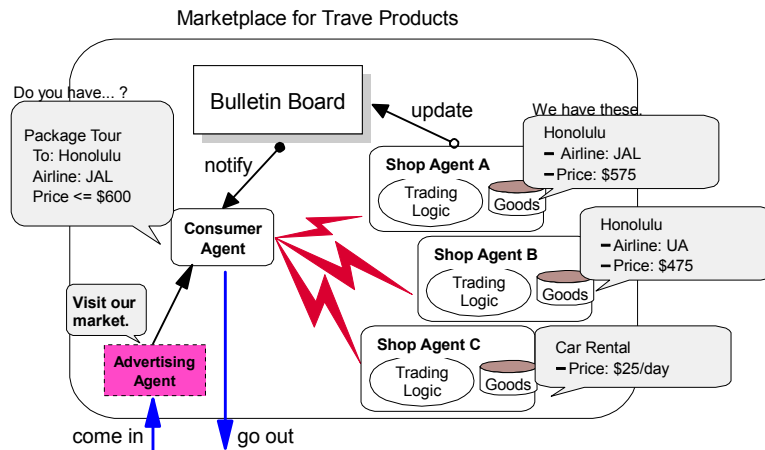 Marketplace for Trave Products
Do you have... ?
Package Tour
To: Honolulu
Airline: JAL
Price <= $600
Bulletin Board
update
notify
We have these.
Honolulu
– Airline: JAL
– Price: $575
Shop Agent A
Trading
Logic
Goods
Consumer
Agent
Honolulu
– Airline: UA
– Price: $475
Shop Agent B
Trading
Logic
Goods
Visit our
market.
Advertising
Agent
Shop Agent C
Trading
Logic
Goods
Car Rental
– Price: $25/day
come in
go out